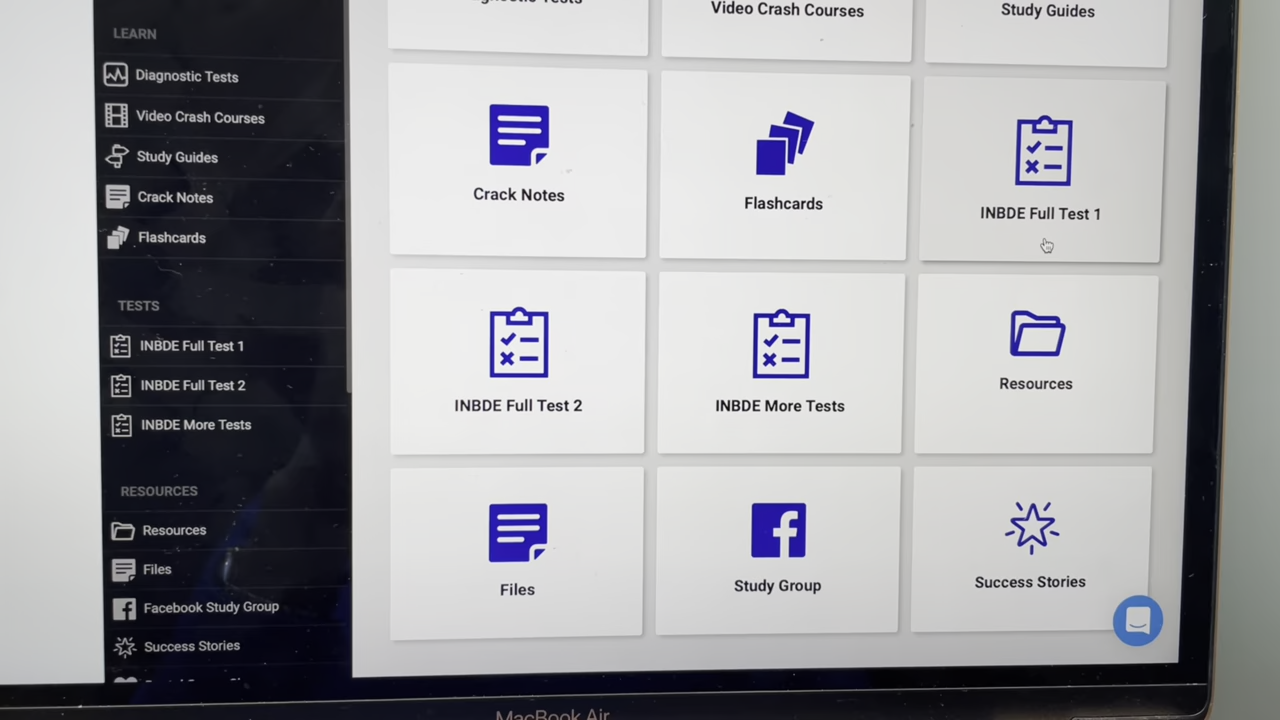 LEARN
Diagnostic Tests
Video Crash Courses
Study Guides
Crack Notes
Flashcards
TESTS
INBDE Full Test 1
INBDE Full Test 2
INBDE More Tests
RESOURCES
Resources
Files
Facebook Study Group
Success Stories
Tests
Video Crash Courses
Study Guides
Crack Notes
Flashcards
INBDE Full Test 1
INBDE Full Test 2
INBDE More Tests
Resources
Files
Study Group
Success Stories
MacBook Air